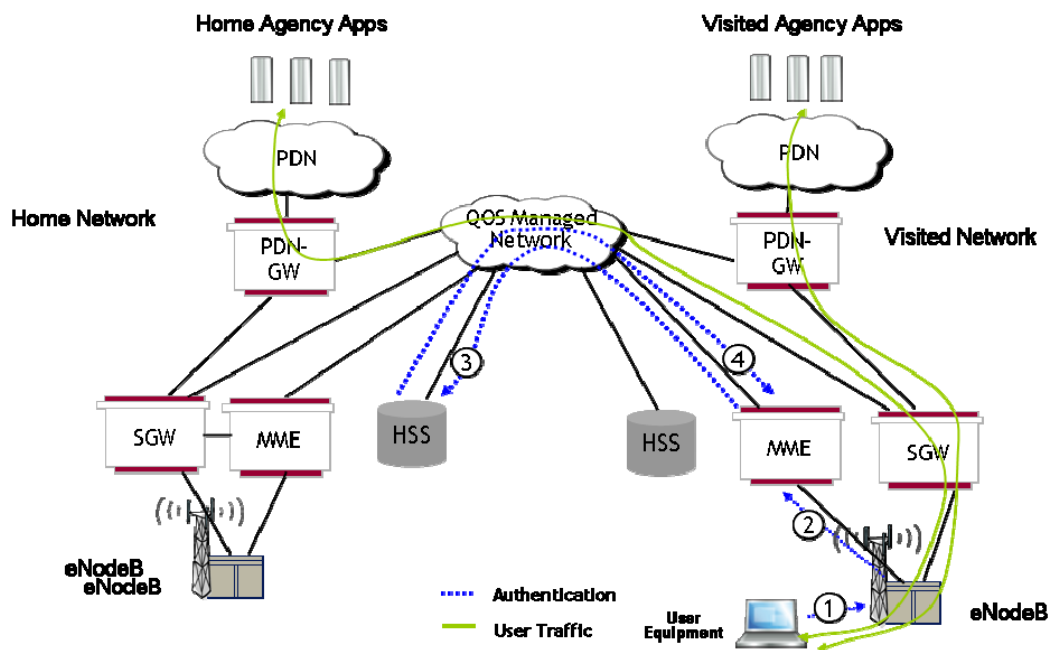 Home Agency Apps
Visited Agency Apps
PDN
PDN
Home Network
QOS Managed
Network
Visited Network
PDN-
GW
PDN-
GW
3
4
SGW
MME
HSS
HSS
MME
SGW
2
eNodeB
eNodeB
Authentication
User Traffic
User
Equipment
1
eNodeB